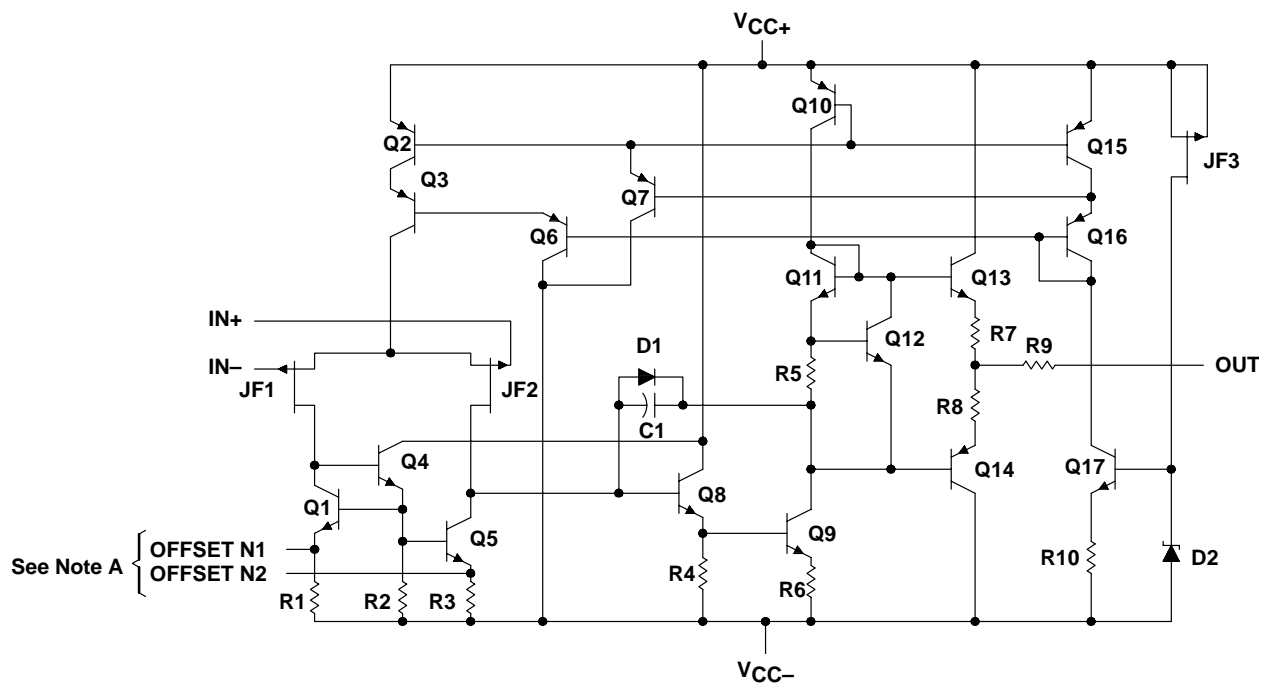 VCC+
Q10
Q2
Q15
JF3
Q3
Q7
Q6
Q16
Q11
Q13
IN+
R7
Q12
D1
R9
IN–
OUT
JF1
JF2
R5
R8
C1
Q4
Q14
Q17
Q8
Q1
Q5
Q9
OFFSET N1
See Note A
OFFSET N2
R10
D2
R4
R6
R1
R2
R3
VCC–